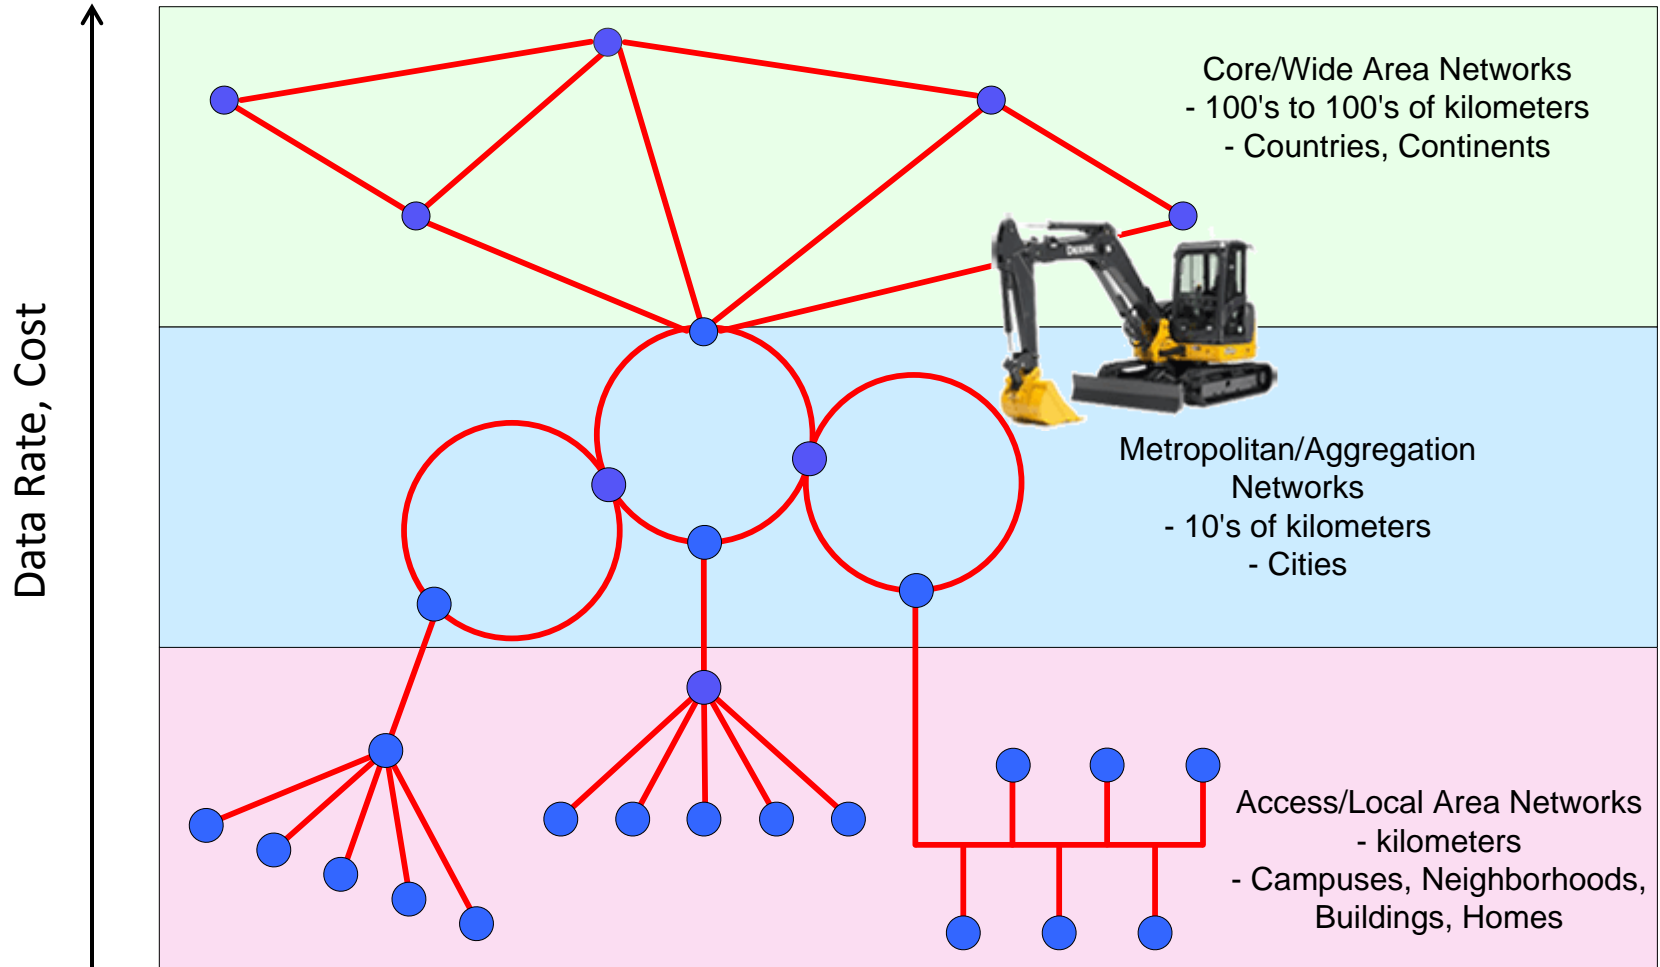 Data Rate, Cost
Core/Wide Area Networks
- 100's to 100's of kilometers
- Countries, Continents
DEERE
Metropolitan/Aggregation
Networks
- 10's of kilometers
- Cities
Access/Local Area Networks
- kilometers
- Campuses, Neighborhoods,
Buildings, Homes